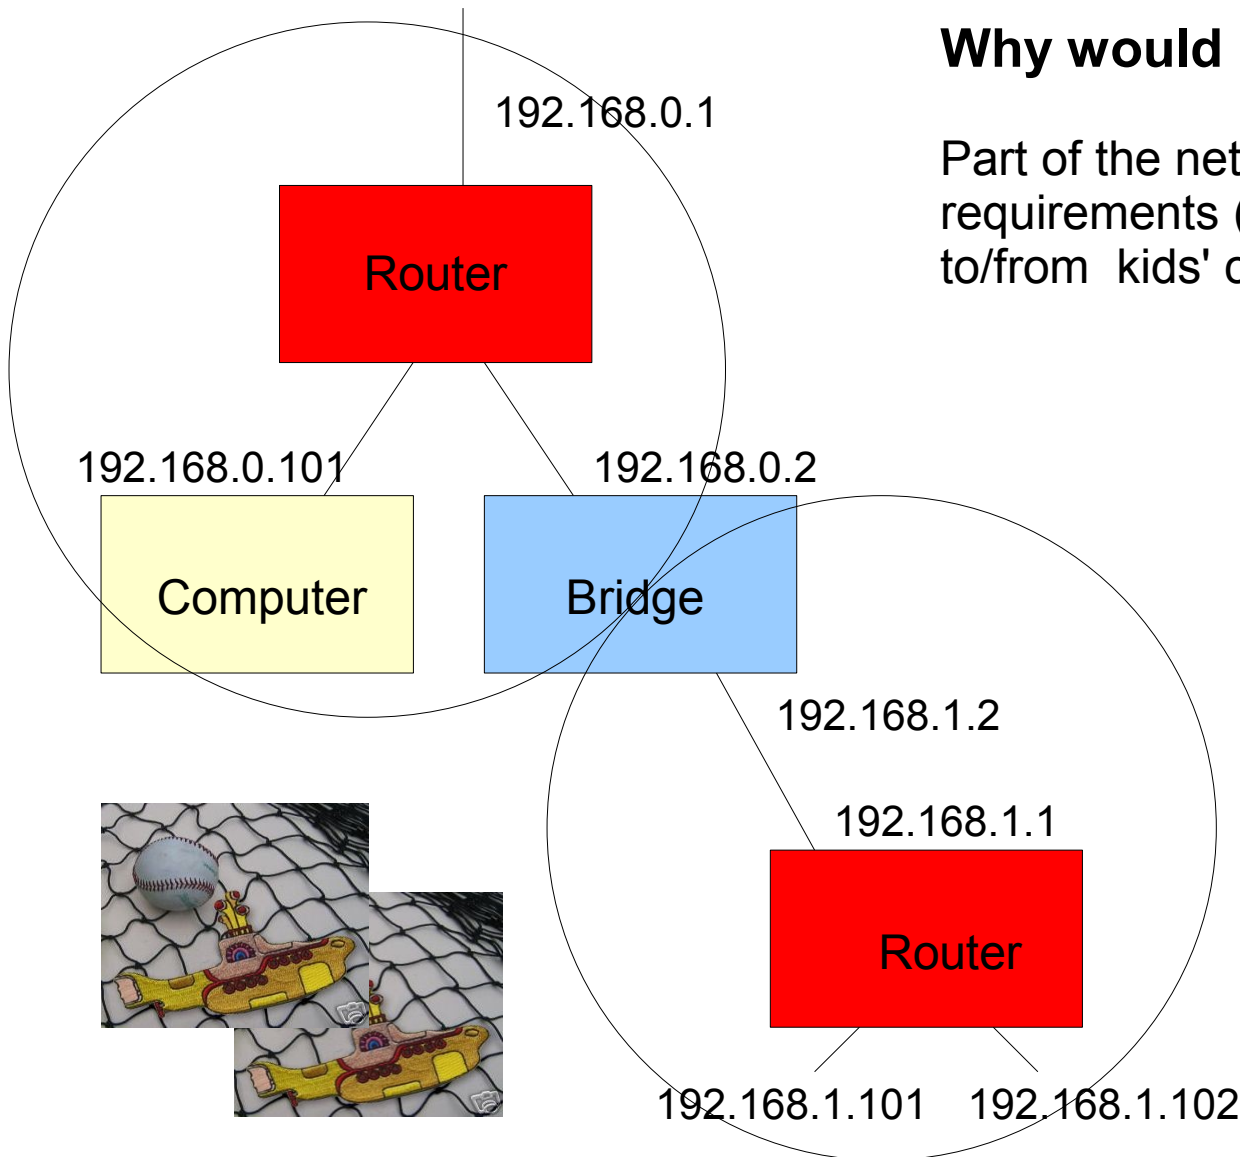 Why would
192.168.0.1
Part of the net
requirements (
to/from kids' c
Router
192.168.0.101
192.168.0.2
Computer
Bridge
192.168.1.2
192.168.1.1
Router
192.168.1.101
192.168.1.102